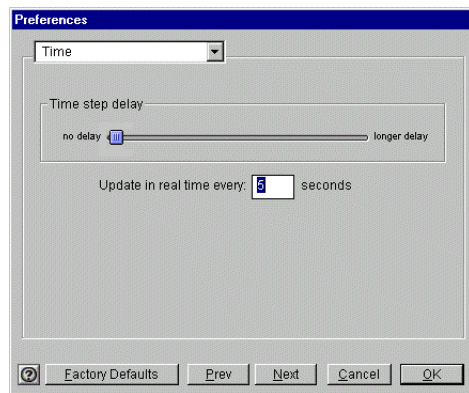 Preferences
Time
Time step delay
no delay longer delay
Update in real time every: 5 seconds
? Factory Defaults Prev Next Cancel OK